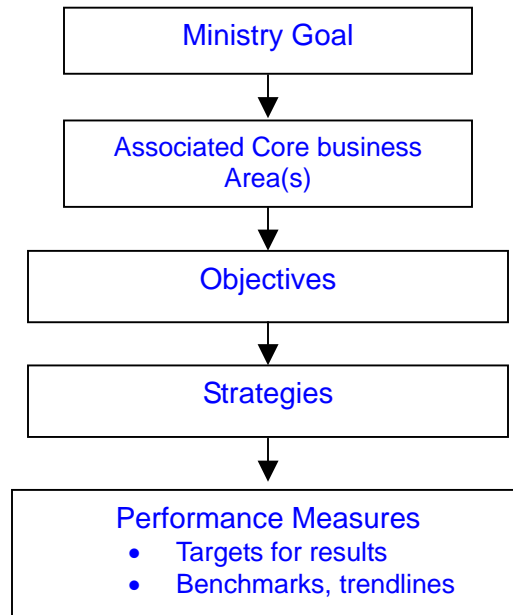 Ministry Goal
Associated Core business
Area(s)
Objectives
Strategies
Performance Measures
• Targets for results
• Benchmarks, trendlines